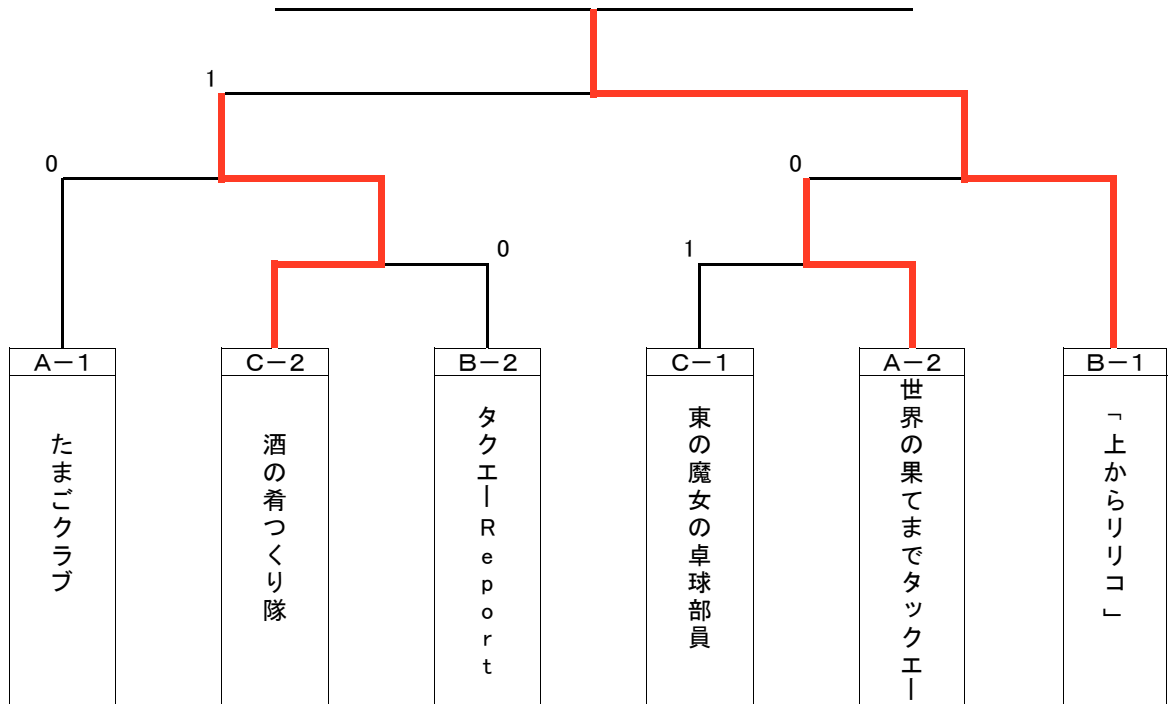 1
0
0
0
1
A－1
C－2
B－2
C－1
A－2
B－1
たまごクラブ
酒の肴つくり隊
タクエーReport
東の魔女の卓球部員
世界の果てまでタックエー
「上からリリコ」